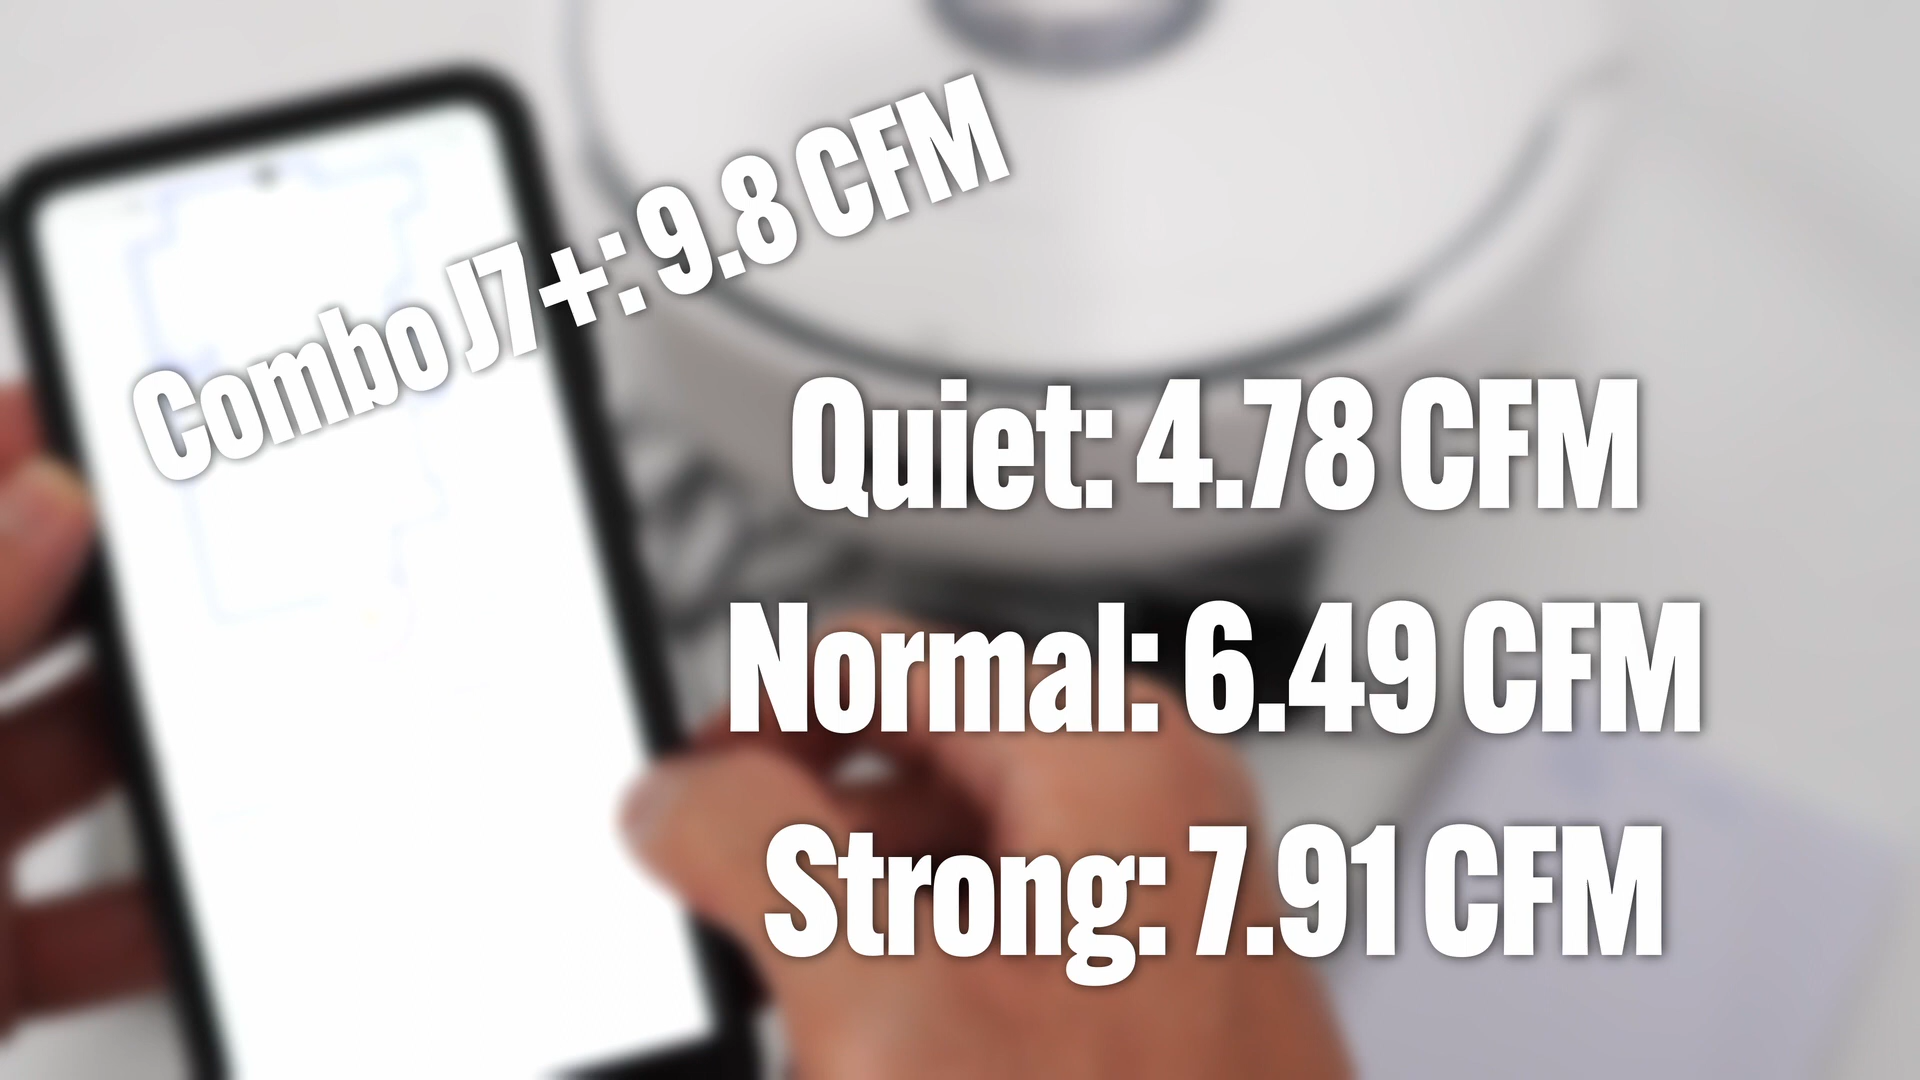 Combo J7+: 9.8 CFM
Quiet: 4.78 CFM
Normal: 6.49 CFM
Strong: 7.91 CFM